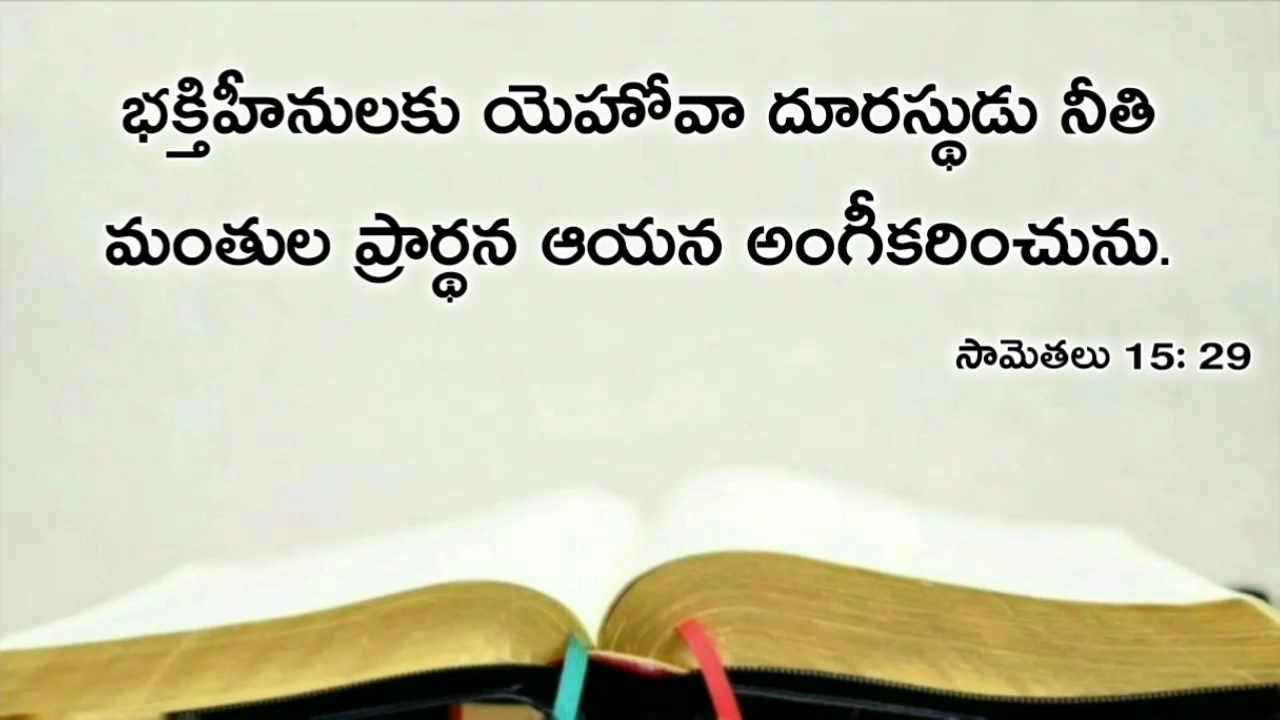 భక్తిహీనులకు యెహోవా దూరస్థుడు నీతి
మంతుల ప్రార్థన ఆయన అంగీకరించును.
సామెతలు 15: 29